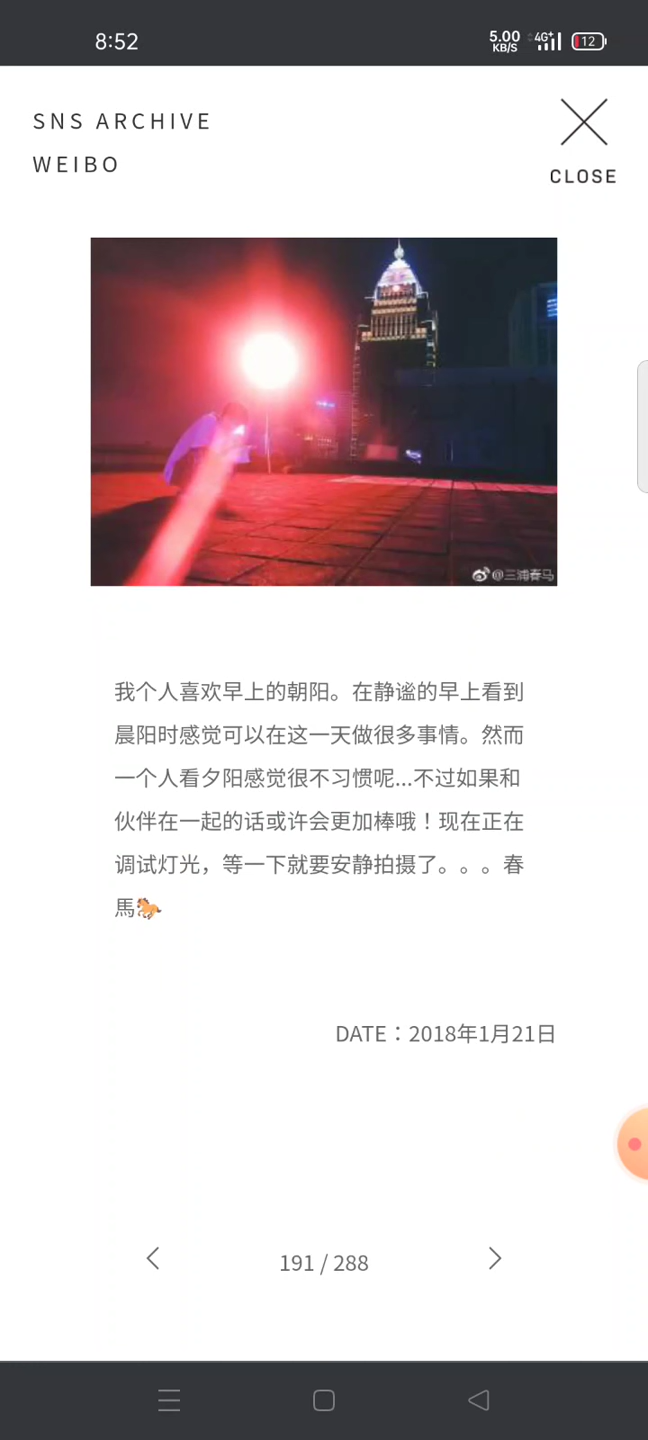 8:52
5.00
KB/S
4G+
12
SNS ARCHIVE
WEIBO
CLOSE
@三浦春马
我个人喜欢早上的朝阳。在静谧的早上看到
晨阳时感觉可以在这一天做很多事情。然而
一个人看夕阳感觉很不习惯呢...不过如果和
伙伴在一起的话或许会更加棒哦！现在正在
调试灯光，等一下就要安静拍摄了。。。春
馬🐎
DATE：2018年1月21日
191 / 288